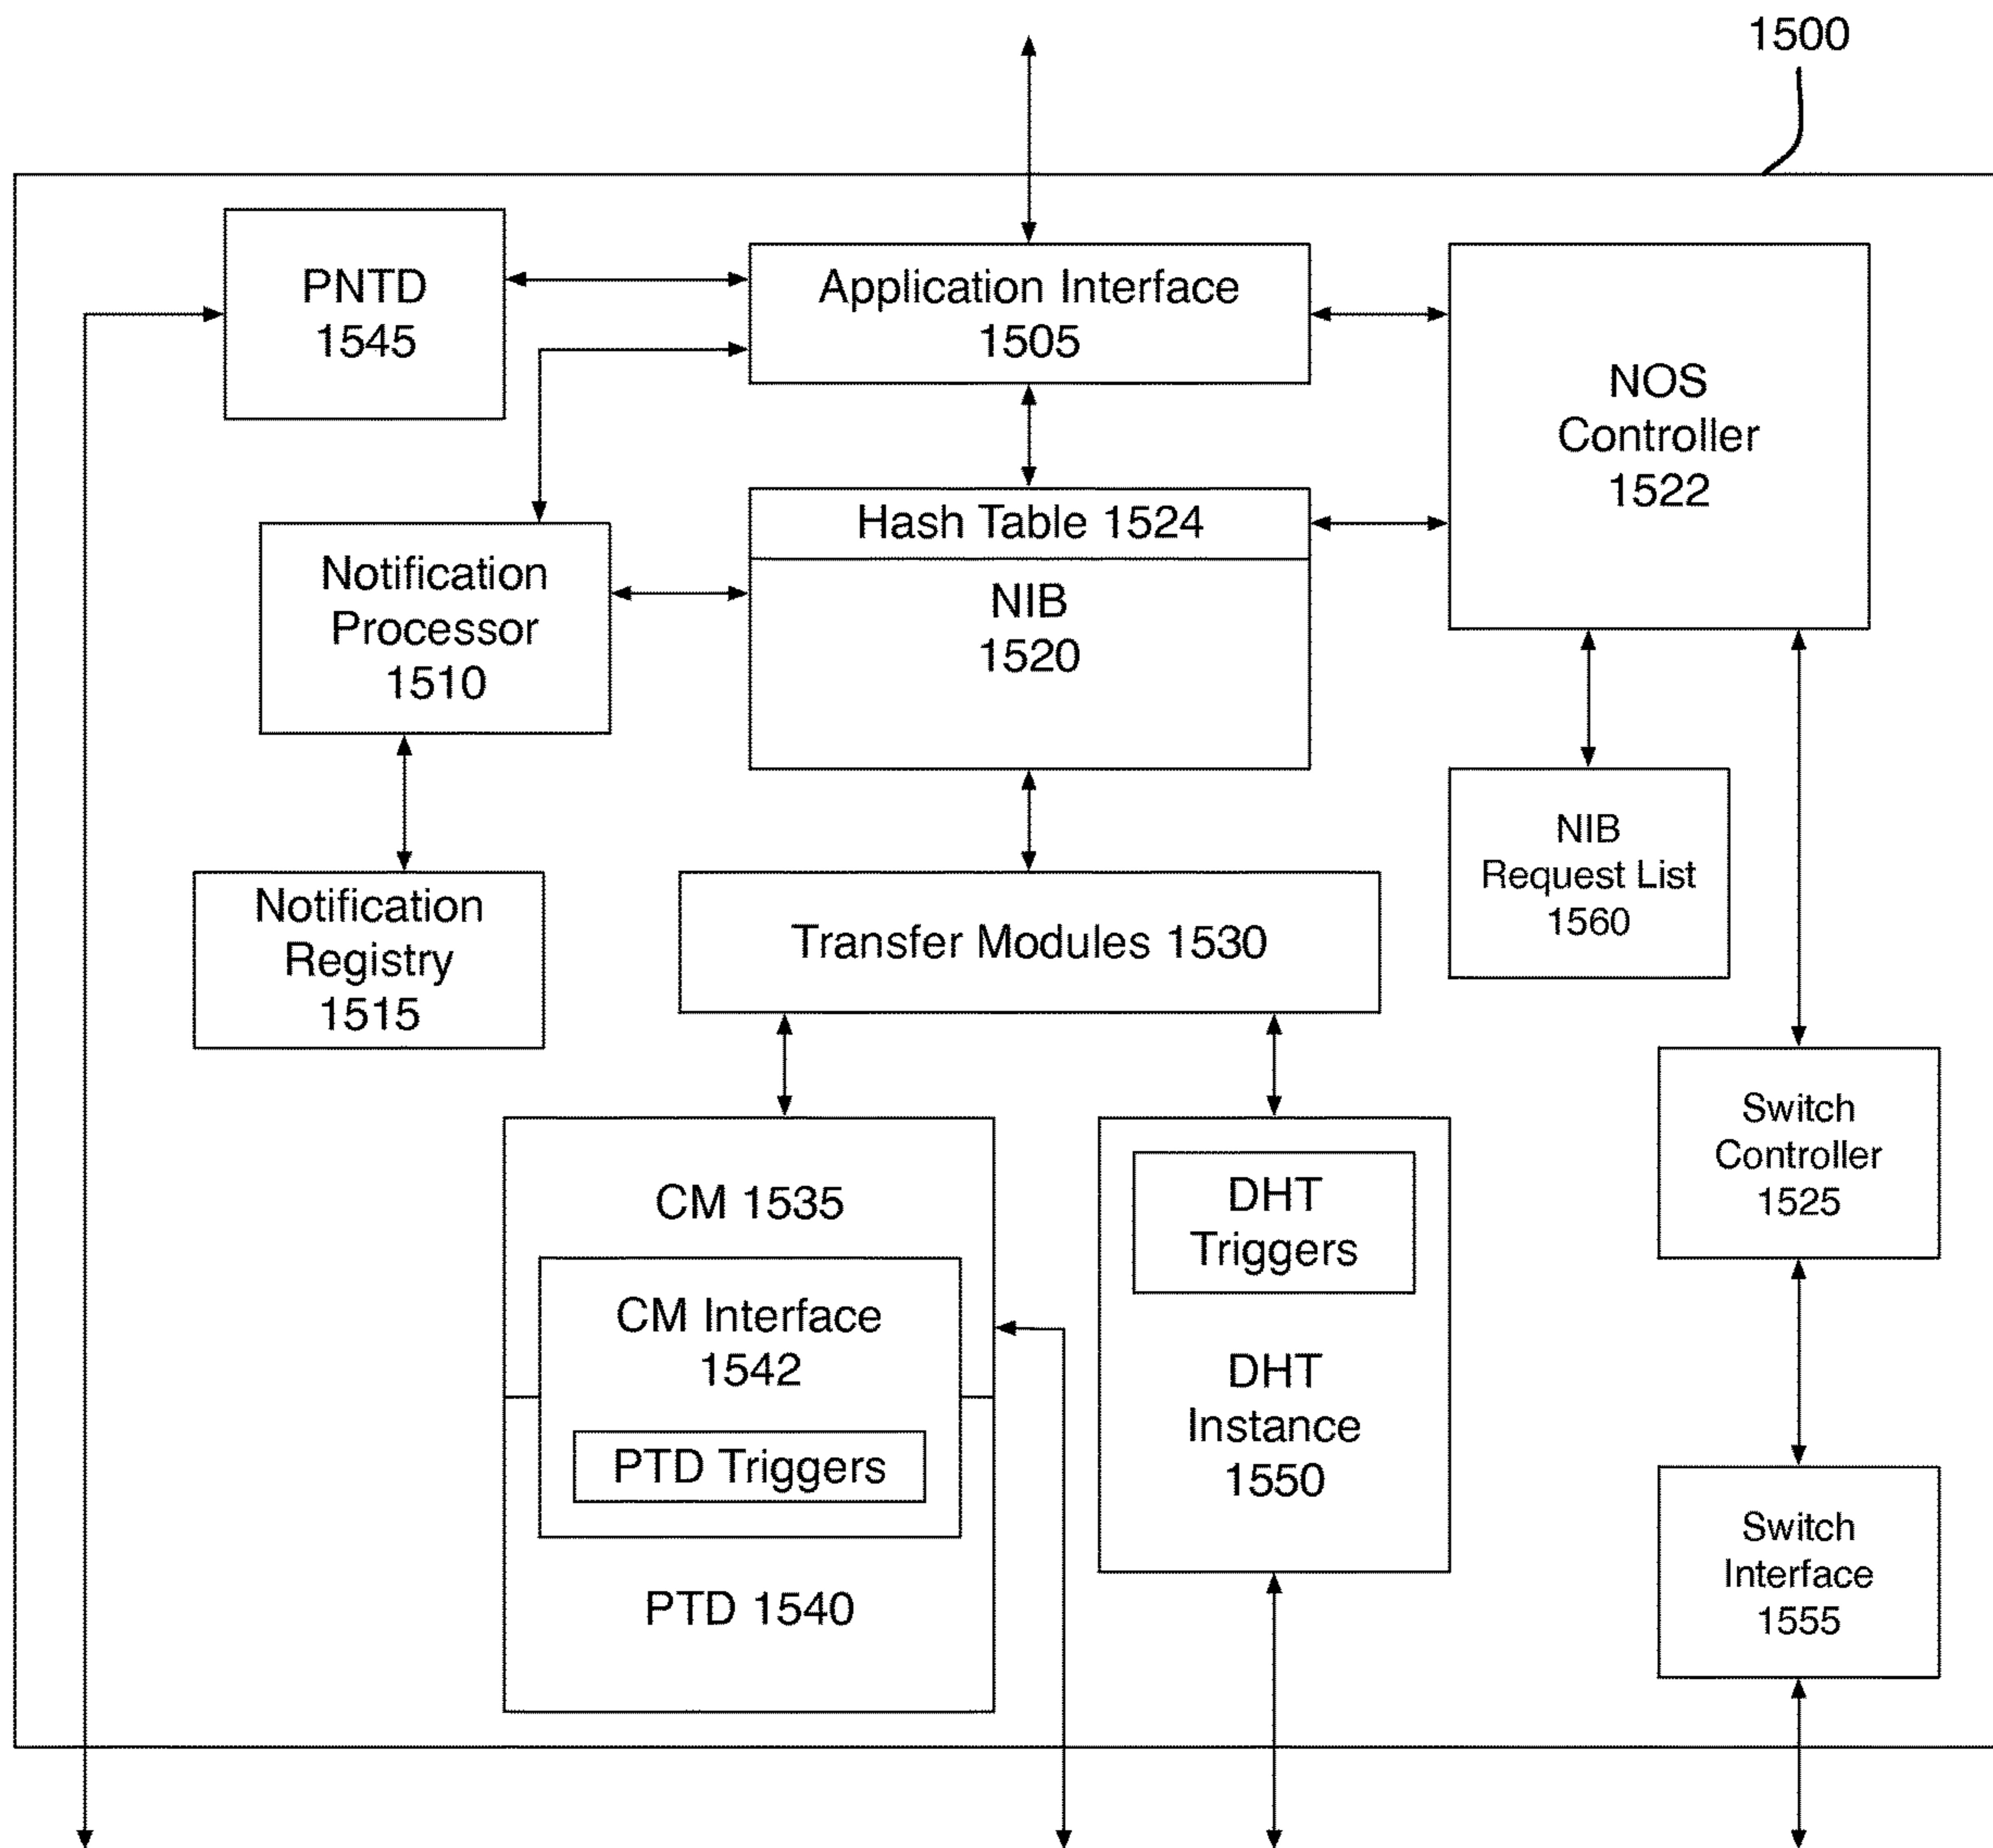 1500
PNTD
1545
Application Interface
1505
NOS
Controller
1522
Hash Table 1524
NIB
1520
Notification
Processor
1510
NIB
Request List
1560
Notification
Registry
1515
Transfer Modules 1530
Switch
Controller
1525
CM 1535
CM Interface
1542
PTD Triggers
PTD 1540
DHT
Triggers
DHT
Instance
1550
Switch
Interface
1555